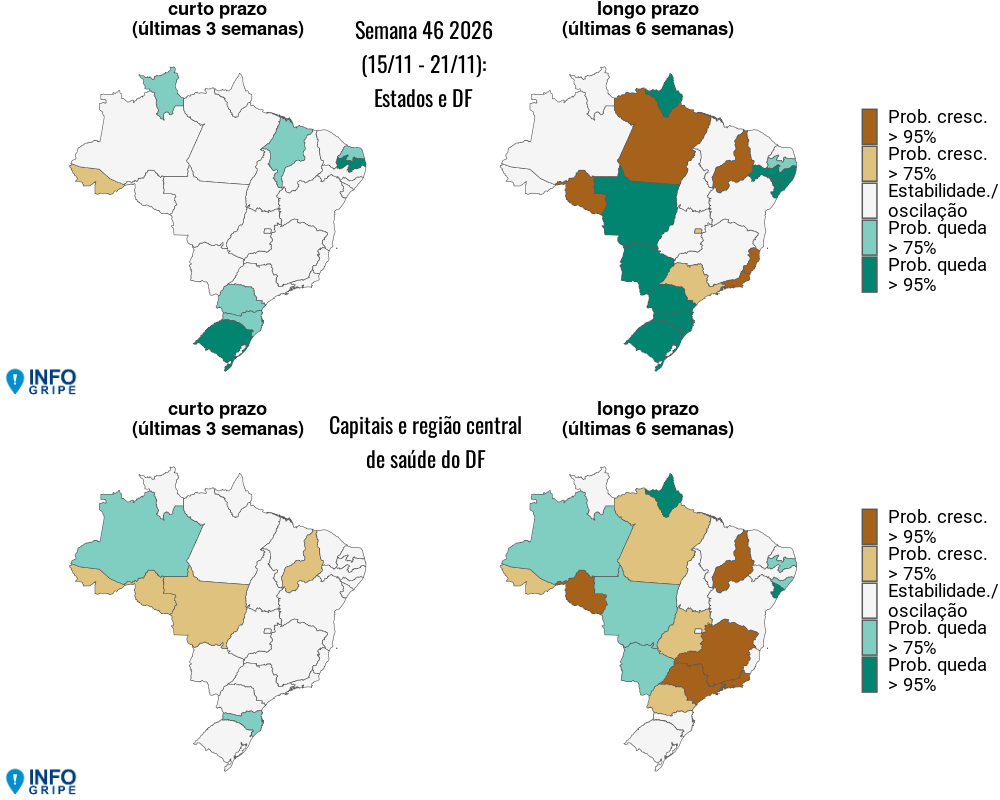 curto prazo
(últimas 3 semanas)
Semana 46 2026
(15/11 - 21/11):
Estados e DF
longo prazo
(últimas 6 semanas)
Prob. cresc.
> 95%
Prob. cresc.
> 75%
Estabilidade./
oscilação
Prob. queda
> 75%
Prob. queda
> 95%
INFO
GRIPE
curto prazo
(últimas 3 semanas)
Capitais e região central
de saúde do DF
longo prazo
(últimas 6 semanas)
Prob. cresc.
> 95%
Prob. cresc.
> 75%
Estabilidade./
oscilação
Prob. queda
> 75%
Prob. queda
> 95%
INFO
GRIPE